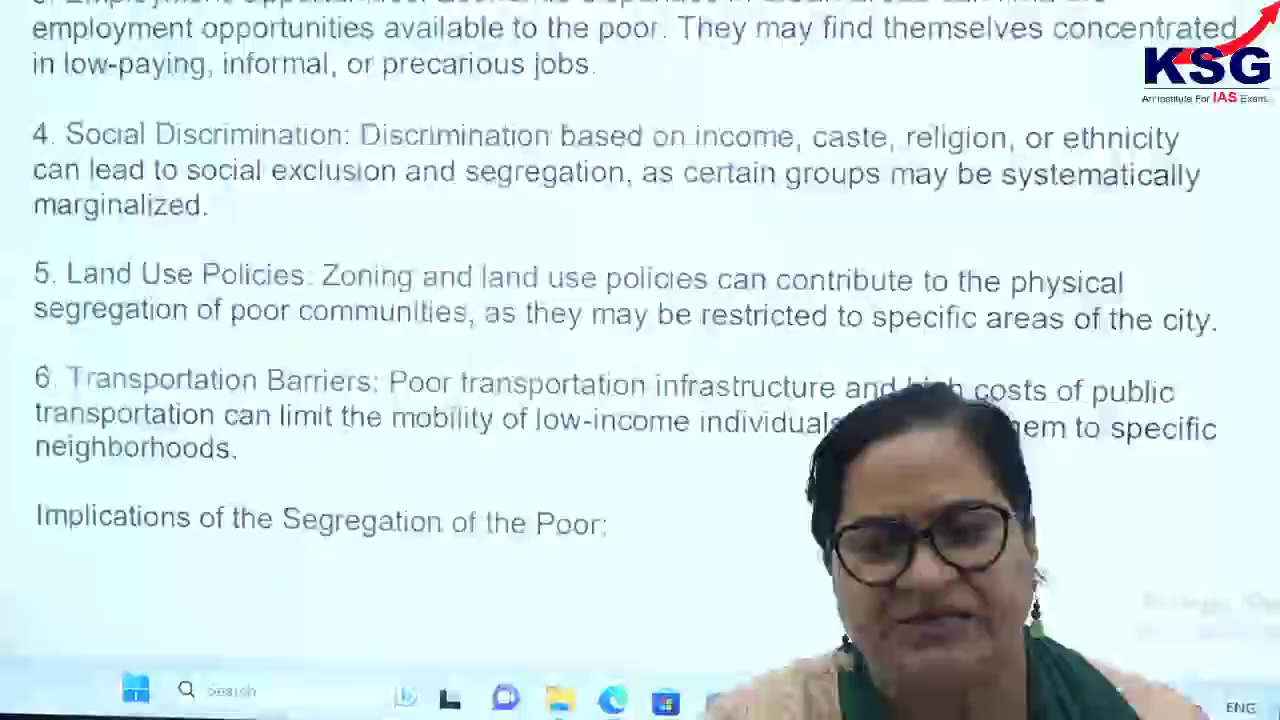 employment opportunities available to the poor. They may find themselves concentrated
in low-paying, informal, or precarious jobs.
KSG
An Institute For IAS Exam.
4. Social Discrimination: Discrimination based on income, caste, religion, or ethnicity
can lead to social exclusion and segregation, as certain groups may be systematically
marginalized.
5. Land Use Policies: Zoning and land use policies can contribute to the physical
segregation of poor communities, as they may be restricted to specific areas of the city.
6. Transportation Barriers: Poor transportation infrastructure and high costs of public
transportation can limit the mobility of low-income individuals them to specific
neighborhoods.
Implications of the Segregation of the Poor:
Search
ENG